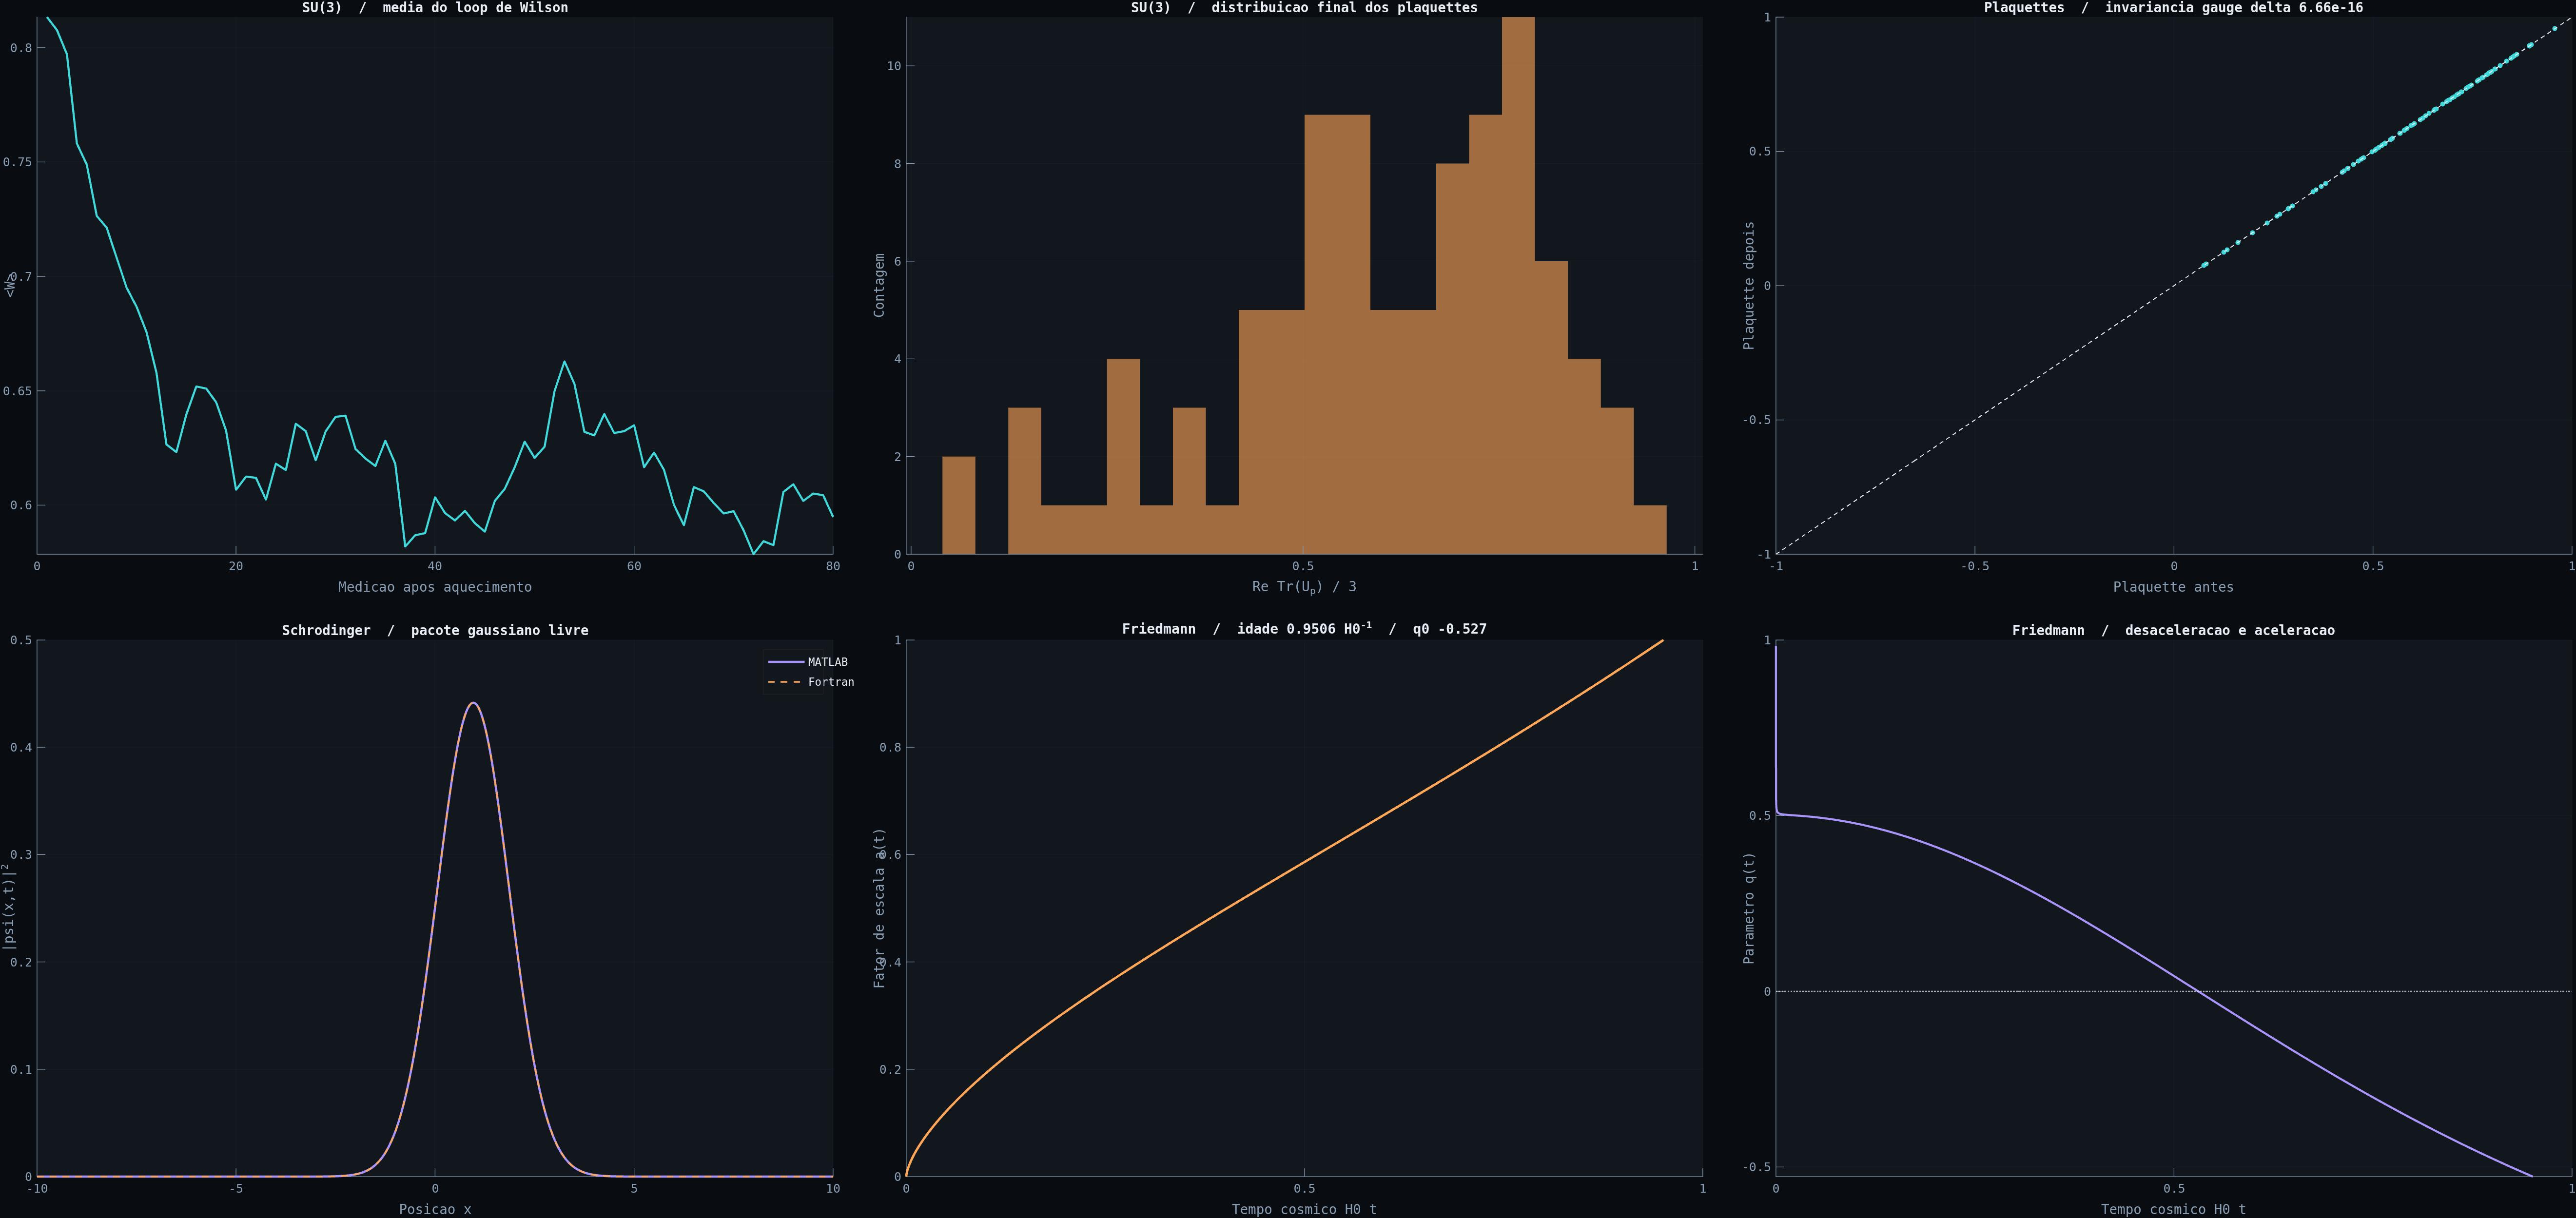 SU(3)  /  media do loop de Wilson
0.8
0.75
0.7
0.65
0.6
<W>
0 20 40 60 80
Medicao apos aquecimento
SU(3)  /  distribuicao final dos plaquettes
10
8
6
4
2
0
Contagem
0 0.5 1
Re Tr(Up) / 3
Plaquettes  /  invariancia gauge delta 6.66e-16
1
0.5
0
-0.5
-1
Plaquette depois
-1 -0.5 0 0.5 1
Plaquette antes
Schrodinger  /  pacote gaussiano livre
MATLAB
Fortran
0.5
0.4
0.3
0.2
0.1
0
|psi(x,t)|²
-10 -5 0 5 10
Posicao x
Friedmann  /  idade 0.9506 H0⁻¹  /  q0 -0.527
1
0.8
0.6
0.4
0.2
0
Fator de escala a(t)
0 0.5 1
Tempo cosmico H0 t
Friedmann  /  desaceleracao e aceleracao
1
0.5
0
-0.5
Parametro q(t)
0 0.5 1
Tempo cosmico H0 t